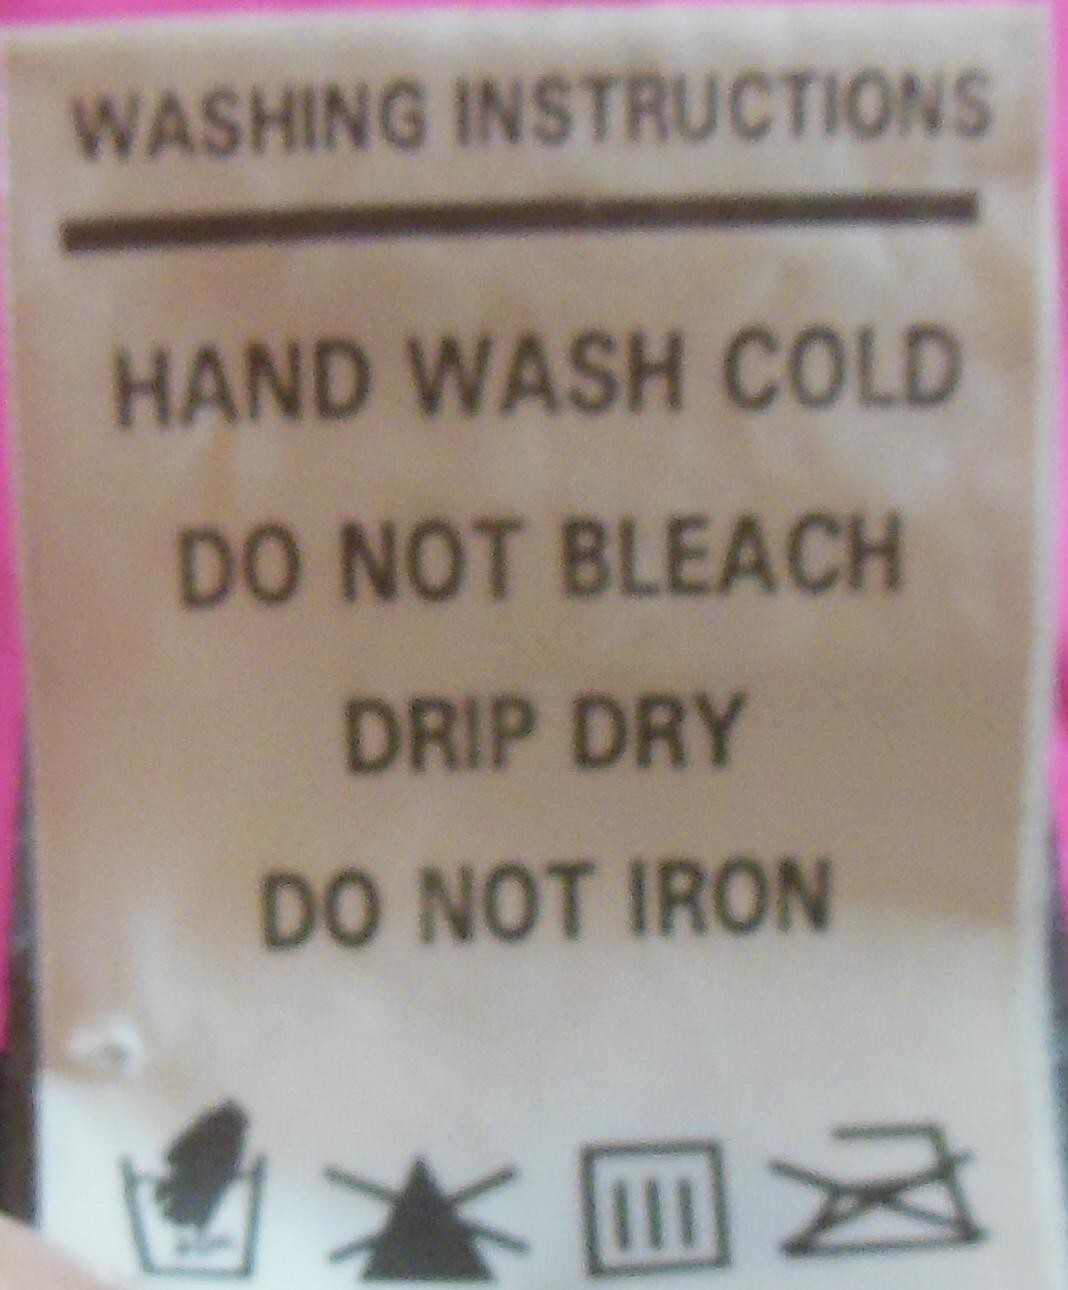 WASHING INSTRUCTIONS
HAND WASH COLD
DO NOT BLEACH
DRIP DRY
DO NOT IRON